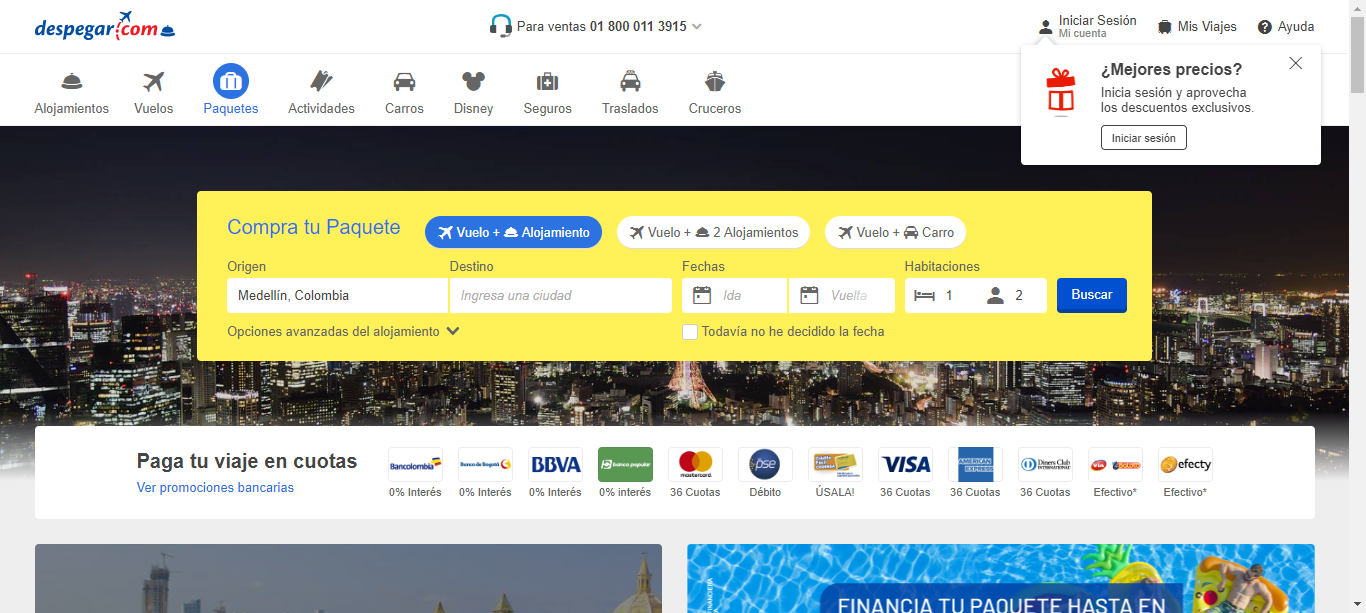 despegar.com
Para ventas 01 800 011 3915
Iniciar Sesión
Mi cuenta
Mis Viajes
Ayuda
¿Mejores precios?
Inicia sesión y aprovecha
los descuentos exclusivos.
Iniciar sesión
Alojamientos
Vuelos
Paquetes
Actividades
Carros
Disney
Seguros
Traslados
Cruceros
Compra tu Paquete
Vuelo + Alojamiento
Vuelo + 2 Alojamientos
Vuelo + Carro
Origen
Destino
Fechas
Habitaciones
Medellín, Colombia
Ingresa una ciudad
Ida
Vuelta
1
2
Buscar
Opciones avanzadas del alojamiento
Todavía no he decidido la fecha
Paga tu viaje en cuotas
Ver promociones bancarias
Bancolombia
0% Interés
Banco de Bogotá
0% Interés
BBVA
0% Interés
banco popular
0% interés
mastercard
36 Cuotas
pse
Débito
ÚSALA!
VISA
36 Cuotas
AMERICAN EXPRESS
36 Cuotas
Diners Club
INTERNATIONAL
36 Cuotas
via baloto
Efectivo*
efecty
Efectivo*
FINANCIA TU PAQUETE HASTA EN